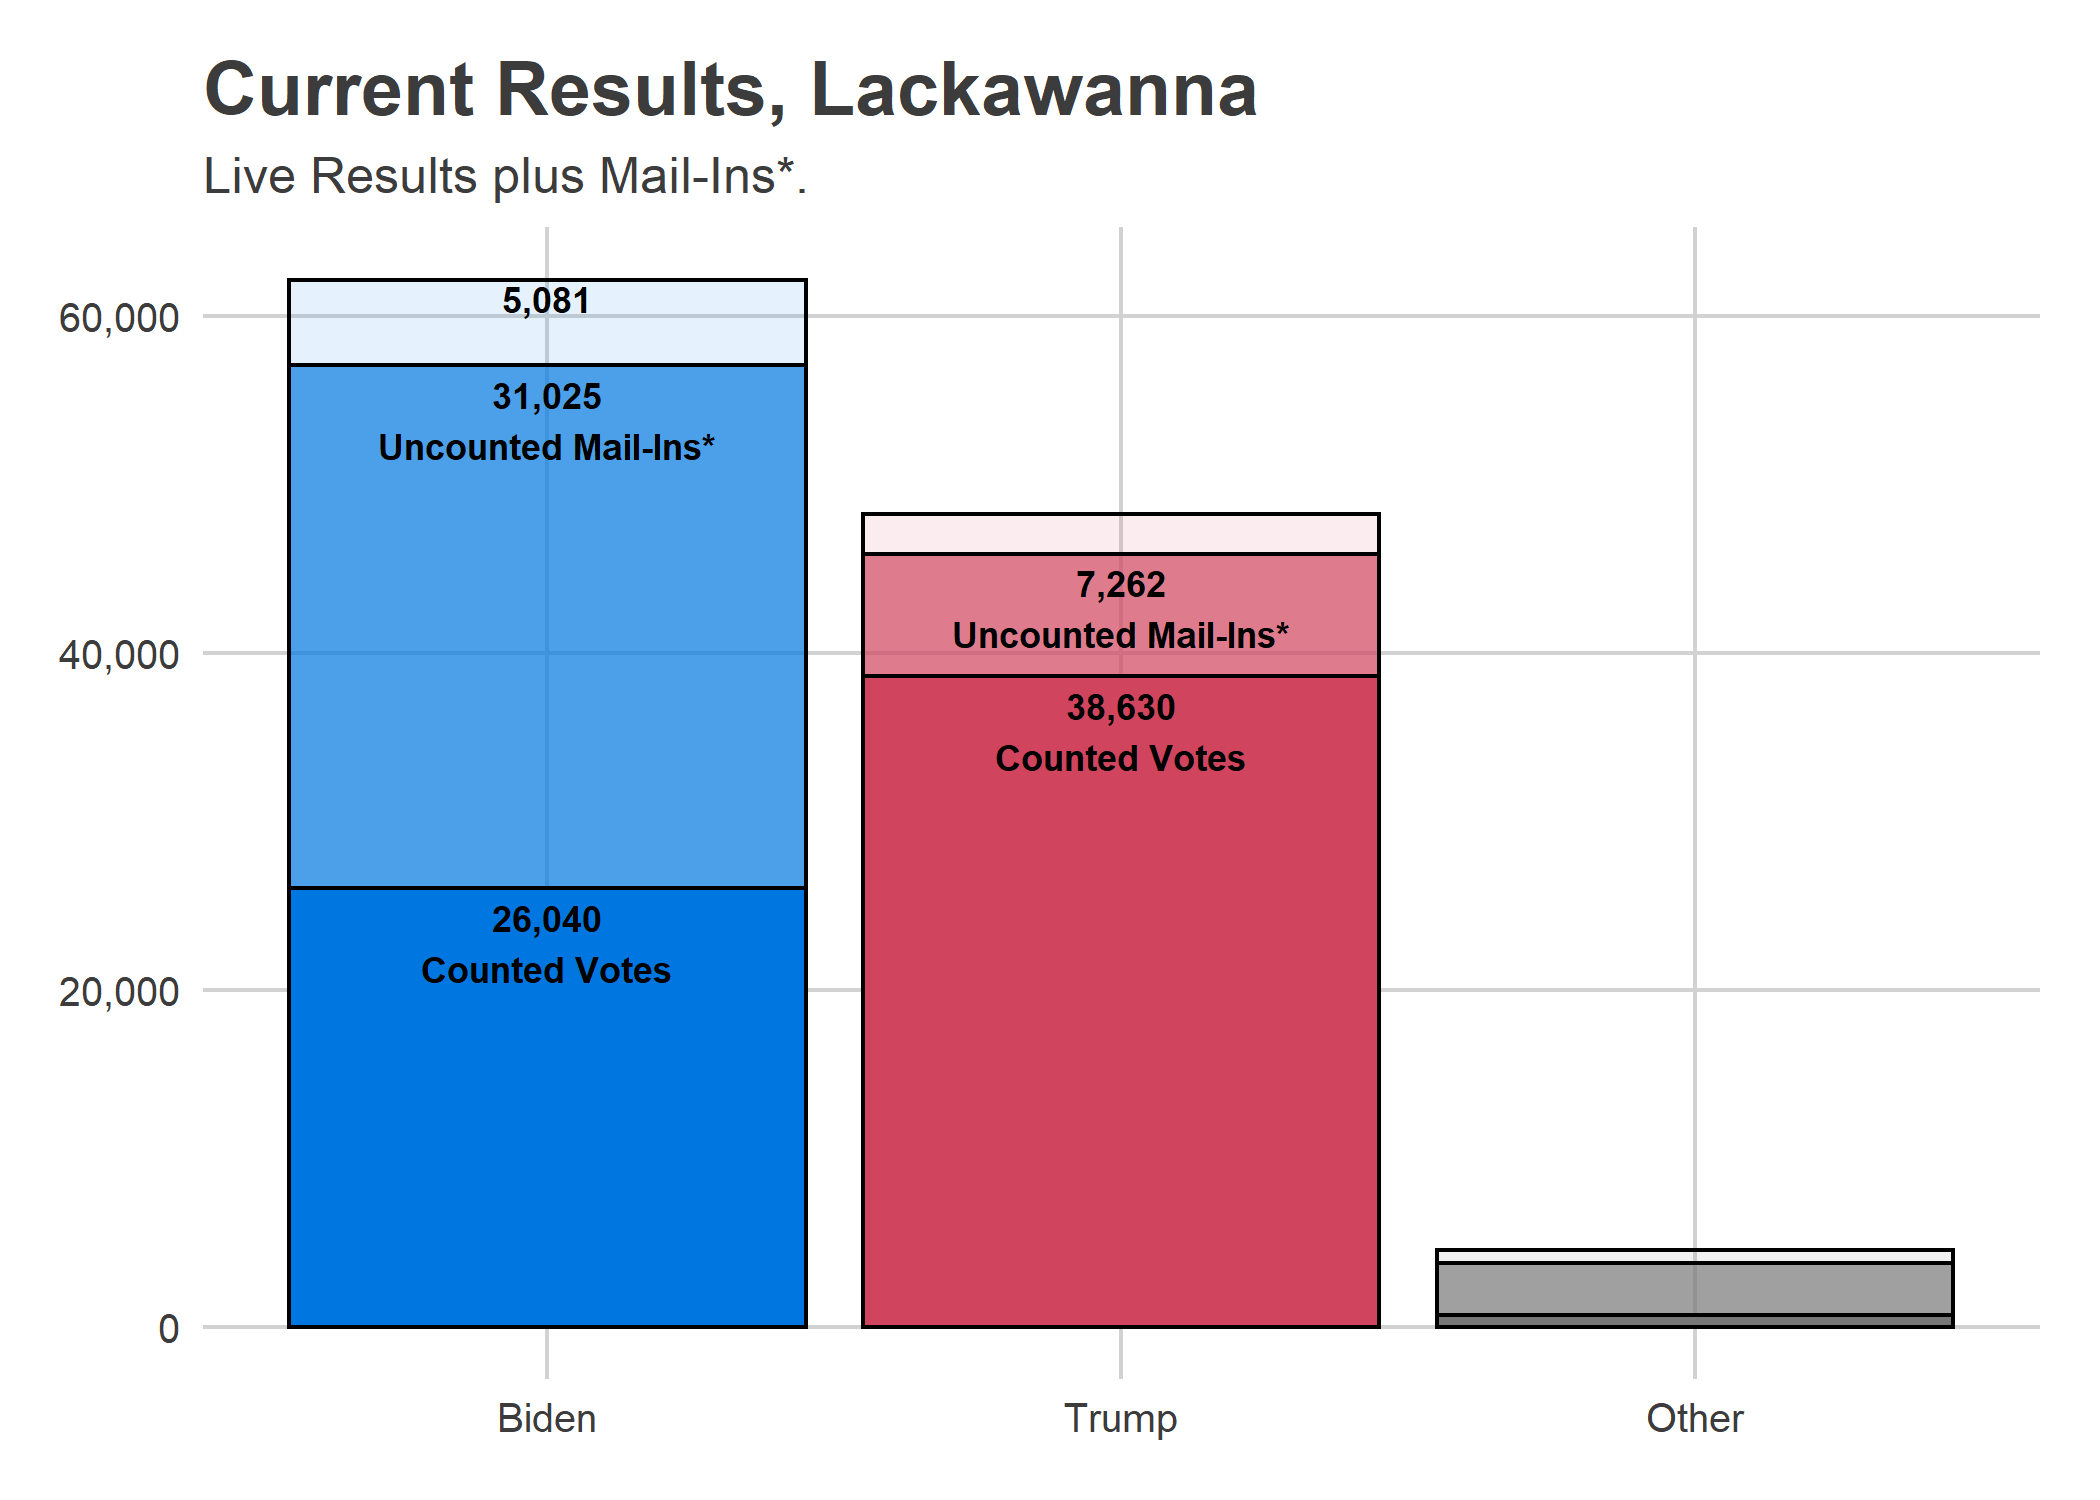 Current Results, Lackawanna
Live Results plus Mail-Ins*.
60,000
40,000
20,000
0
5,081
31,025
Uncounted Mail-Ins*
26,040
Counted Votes
7,262
Uncounted Mail-Ins*
38,630
Counted Votes
Biden
Trump
Other